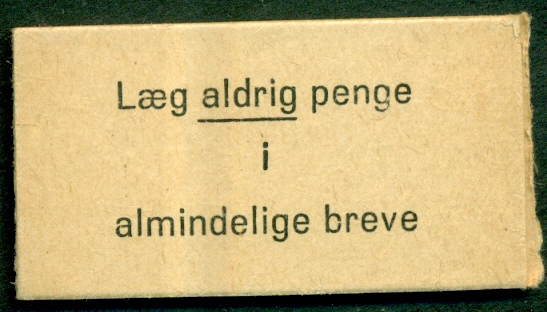 Læg aldrig penge
i
almindelige breve